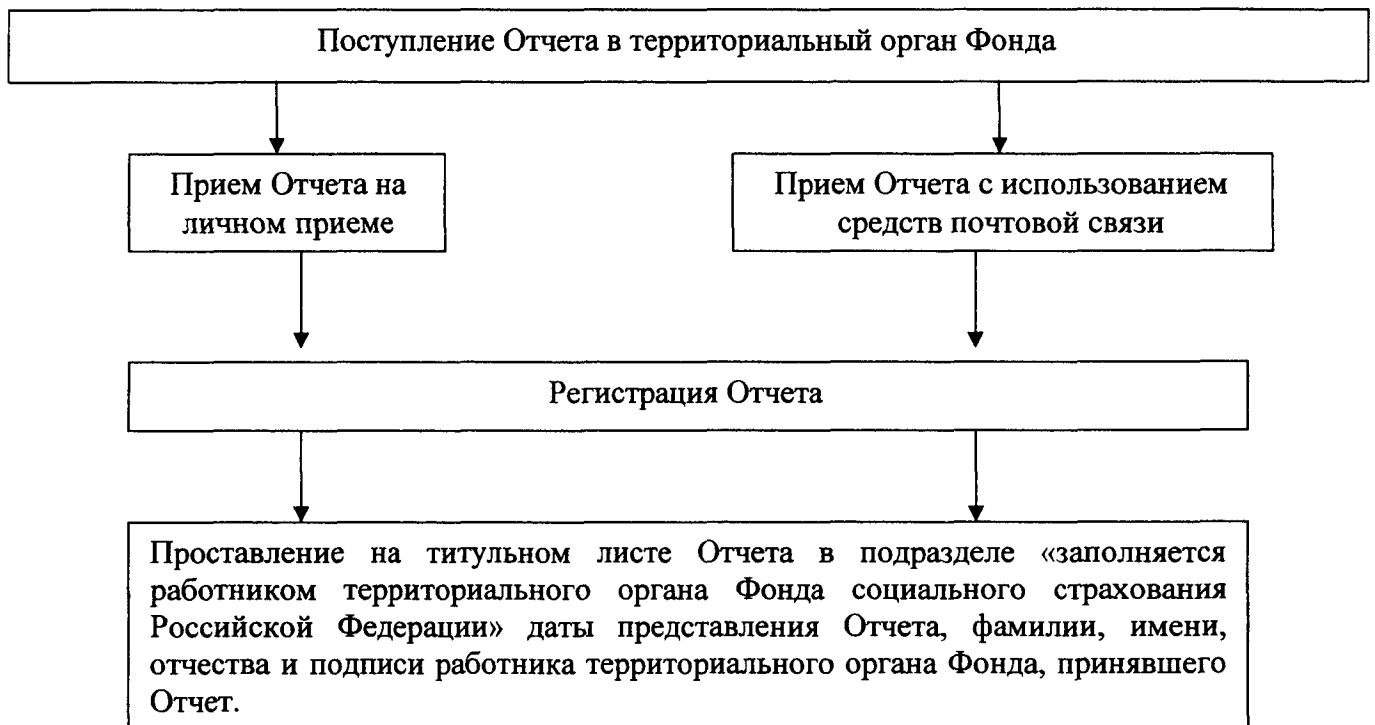 Поступление Отчета в территориальный орган Фонда
Прием Отчета на
личном приеме
Прием Отчета с использованием
средств почтовой связи
Регистрация Отчета
Проставление на титульном листе Отчета в подразделе «заполняется
работником территориального органа Фонда социального страхования
Российской Федерации» даты представления Отчета, фамилии, имени,
отчества и подписи работника территориального органа Фонда, принявшего
Отчет.